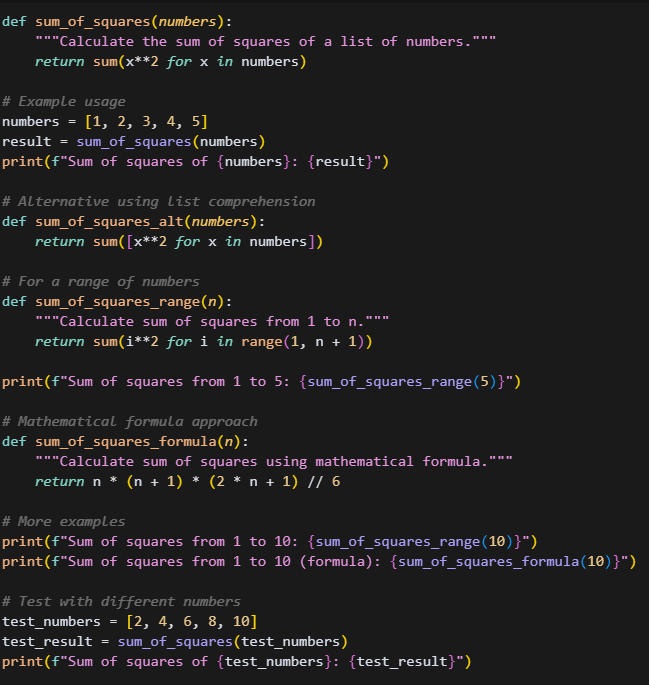 def sum_of_squares(numbers):
    """Calculate the sum of squares of a list of numbers."""
    return sum(x**2 for x in numbers)

# Example usage
numbers = [1, 2, 3, 4, 5]
result = sum_of_squares(numbers)
print(f"Sum of squares of {numbers}: {result}")

# Alternative using list comprehension
def sum_of_squares_alt(numbers):
    return sum([x**2 for x in numbers])

# For a range of numbers
def sum_of_squares_range(n):
    """Calculate sum of squares from 1 to n."""
    return sum(i**2 for i in range(1, n + 1))

print(f"Sum of squares from 1 to 5: {sum_of_squares_range(5)}")

# Mathematical formula approach
def sum_of_squares_formula(n):
    """Calculate sum of squares using mathematical formula."""
    return n * (n + 1) * (2 * n + 1) // 6

# More examples
print(f"Sum of squares from 1 to 10: {sum_of_squares_range(10)}")
print(f"Sum of squares from 1 to 10 (formula): {sum_of_squares_formula(10)}")

# Test with different numbers
test_numbers = [2, 4, 6, 8, 10]
test_result = sum_of_squares(test_numbers)
print(f"Sum of squares of {test_numbers}: {test_result}")